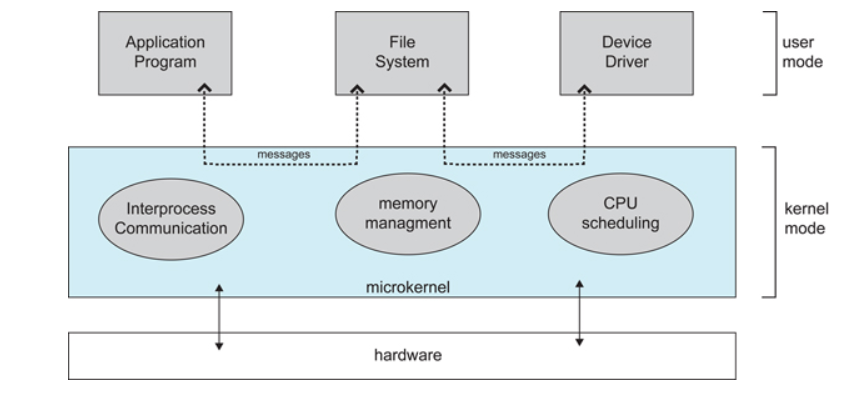 Application
Program
File
System
Device
Driver
user
mode
messages
messages
Interprocess
Communication
memory
managment
CPU
scheduling
kernel
mode
microkernel
hardware